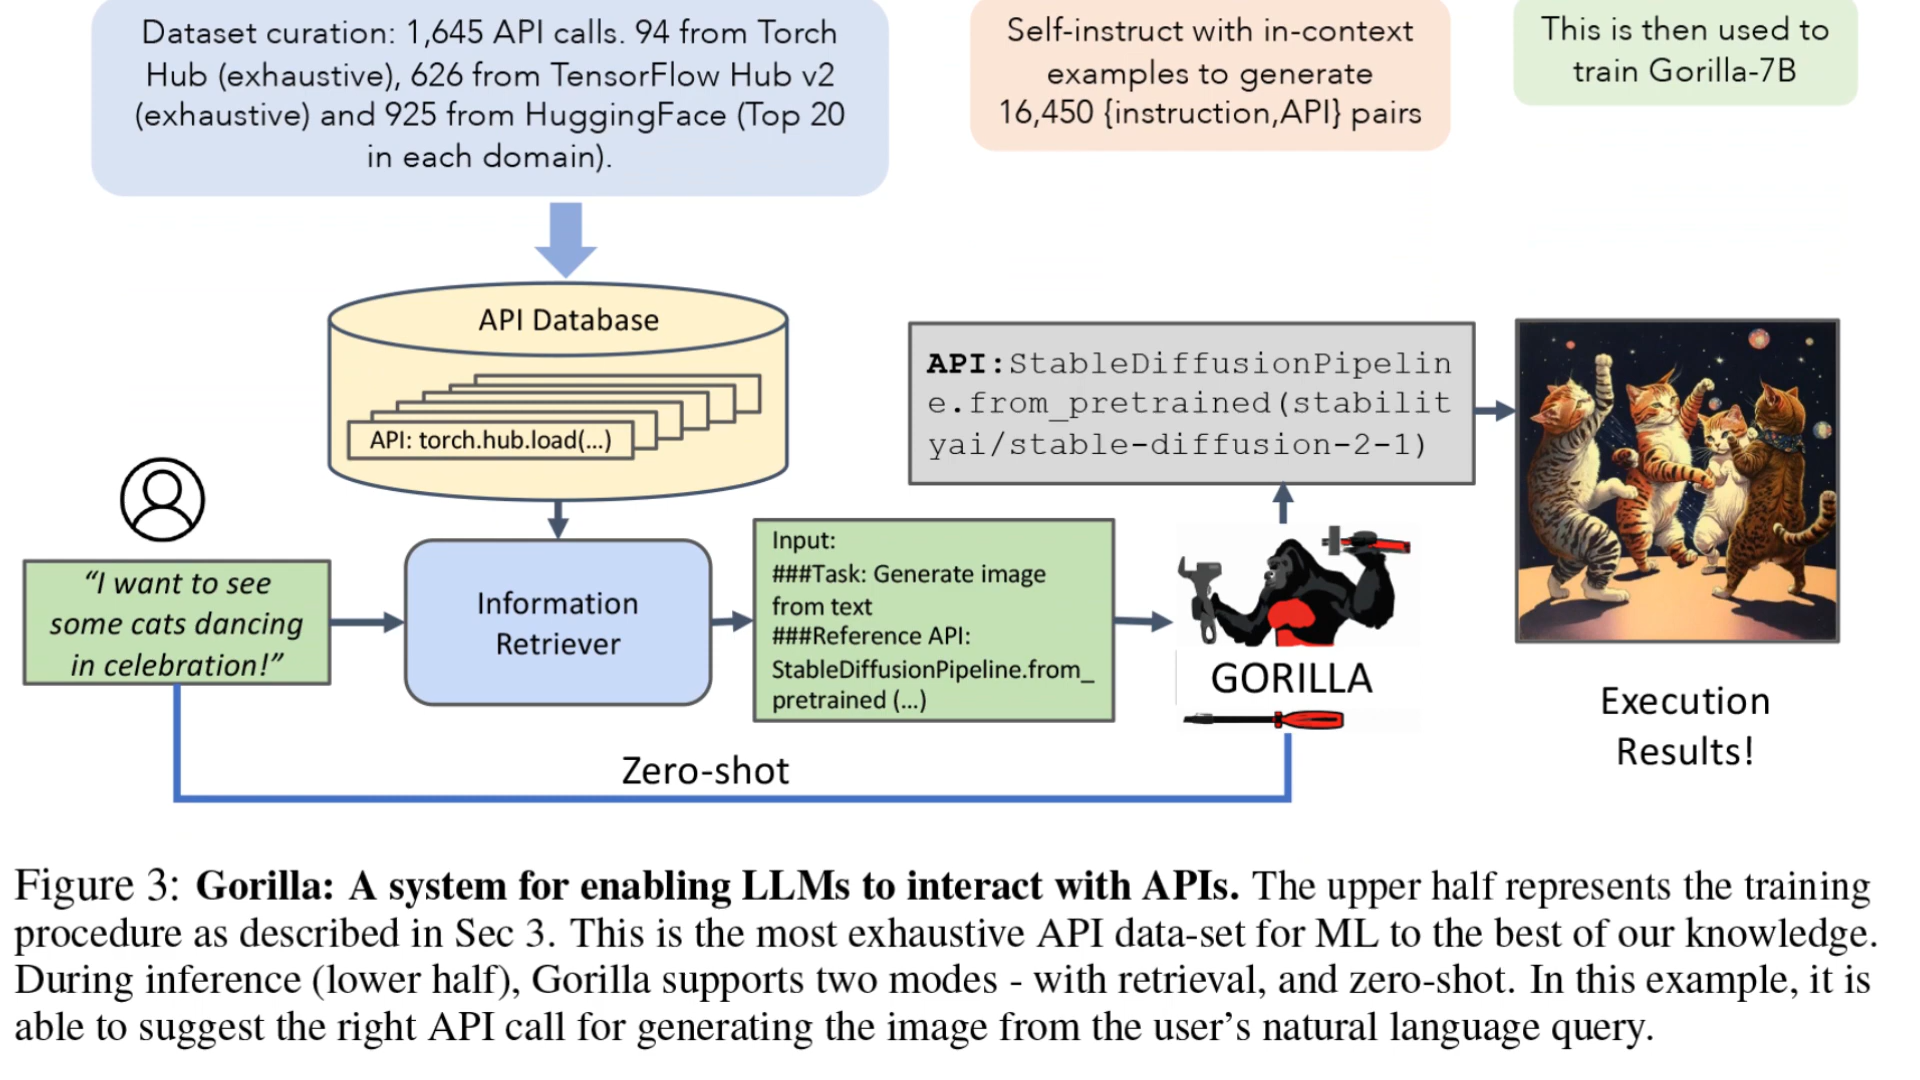 Dataset curation: 1,645 API calls. 94 from Torch
Hub (exhaustive), 626 from TensorFlow Hub v2
(exhaustive) and 925 from HuggingFace (Top 20
in each domain).
Self-instruct with in-context
examples to generate
16,450 {instruction,API} pairs
This is then used to
train Gorilla-7B
API Database
API: torch.hub.load(...)
API:StableDiffusionPipelin
e.from_pretrained(stabilit
yai/stable-diffusion-2-1)
“I want to see
some cats dancing
in celebration!”
Information
Retriever
Input:
###Task: Generate image
from text
###Reference API:
StableDiffusionPipeline.from_
pretrained (...)
GORILLA
Execution
Results!
Zero-shot
Figure 3: Gorilla: A system for enabling LLMs to interact with APIs. The upper half represents the training
procedure as described in Sec 3. This is the most exhaustive API data-set for ML to the best of our knowledge.
During inference (lower half), Gorilla supports two modes - with retrieval, and zero-shot. In this example, it is
able to suggest the right API call for generating the image from the user’s natural language query.